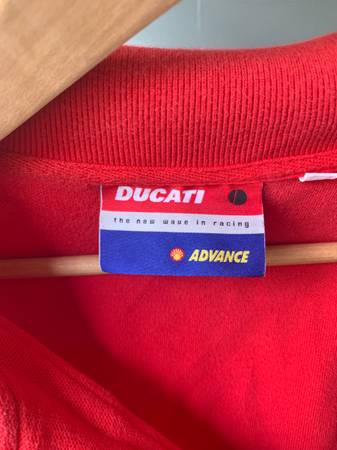 DUCATI
the new wave in racing
ADVANCE